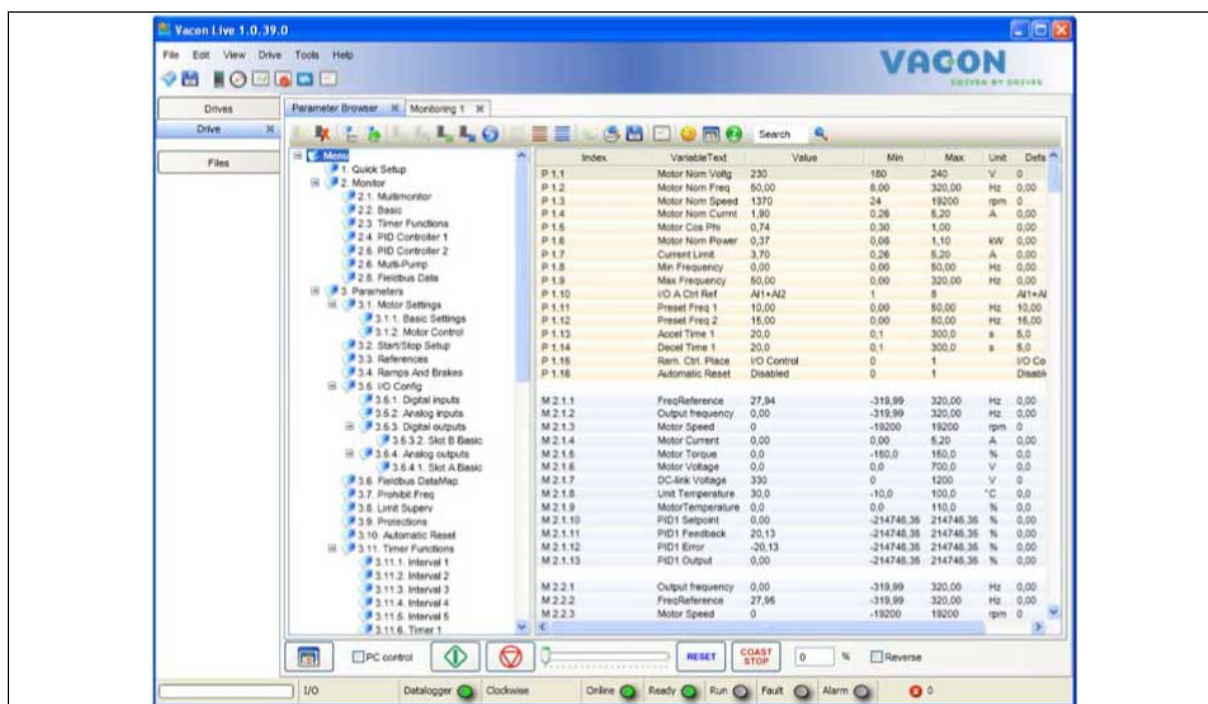 Vacon Live 1.0.39.0
File Edit View Drive Tools Help
VACON
DRIVEN BY DRIVES
Drives
Drive
Files
Parameter Browser Monitoring 1
Search
Menu
1. Quick Setup
2. Monitor
2.1. Multimonitor
2.2. Basic
2.3. Timer Functions
2.4. PID Controller 1
2.5. PID Controller 2
2.6. Multi-Pump
2.8. Fieldbus Data
3. Parameters
3.1. Motor Settings
3.1.1. Basic Settings
3.1.2. Motor Control
3.2. Start/Stop Setup
3.3. References
3.4. Ramps And Brakes
3.5. I/O Config
3.5.1. Digital inputs
3.5.2. Analog inputs
3.5.3. Digital outputs
3.5.3.2. Slot B Basic
3.5.4. Analog outputs
3.5.4.1. Slot A Basic
3.6. Fieldbus DataMap
3.7. Prohibit Freq
3.8. Limit Superv
3.9. Protections
3.10. Automatic Reset
3.11. Timer Functions
3.11.1. Interval 1
3.11.2. Interval 2
3.11.3. Interval 3
3.11.4. Interval 4
3.11.5. Interval 5
3.11.6. Timer 1
Index VariableText Value Min Max Unit Defa
P 1.1 Motor Nom Voltg 230 180 240 V 0
P 1.2 Motor Nom Freq 50,00 8,00 320,00 Hz 0,00
P 1.3 Motor Nom Speed 1370 24 19200 rpm 0
P 1.4 Motor Nom Currnt 1,90 0,26 5,20 A 0,00
P 1.5 Motor Cos Phi 0,74 0,30 1,00 0,00
P 1.6 Motor Nom Power 0,37 0,08 1,10 kW 0,00
P 1.7 Current Limit 3,70 0,26 5,20 A 0,00
P 1.8 Min Frequency 0,00 0,00 50,00 Hz 0,00
P 1.9 Max Frequency 50,00 0,00 320,00 Hz 0,00
P 1.10 I/O A Ctrl Ref AI1+AI2 1 8 AI1+AI
P 1.11 Preset Freq 1 10,00 0,00 50,00 Hz 10,00
P 1.12 Preset Freq 2 15,00 0,00 50,00 Hz 15,00
P 1.13 Accel Time 1 20,0 0,1 300,0 s 5,0
P 1.14 Decel Time 1 20,0 0,1 300,0 s 5,0
P 1.15 Rem. Ctrl. Place I/O Control 0 1 I/O Co
P 1.16 Automatic Reset Disabled 0 1 Disable
M 2.1.1 FreqReference 27,94 -319,99 320,00 Hz 0,00
M 2.1.2 Output frequency 0,00 -319,99 320,00 Hz 0,00
M 2.1.3 Motor Speed 0 -19200 19200 rpm 0
M 2.1.4 Motor Current 0,00 0,00 5,20 A 0,00
M 2.1.5 Motor Torque 0,0 -150,0 150,0 % 0,0
M 2.1.6 Motor Voltage 0,0 0,0 700,0 V 0,0
M 2.1.7 DC-link Voltage 330 0 1200 V 0
M 2.1.8 Unit Temperature 30,0 -10,0 100,0 °C 0,0
M 2.1.9 MotorTemperature 0,0 0,0 110,0 % 0,0
M 2.1.10 PID1 Setpoint 0,00 -214748,36 214748,36 % 0,00
M 2.1.11 PID1 Feedback 20,13 -214748,36 214748,36 % 0,00
M 2.1.12 PID1 Error -20,13 -214748,36 214748,36 % 0,00
M 2.1.13 PID1 Output 0,00 -214748,36 214748,36 % 0,00
M 2.2.1 Output frequency 0,00 -319,99 320,00 Hz 0,00
M 2.2.2 FreqReference 27,95 -319,99 320,00 Hz 0,00
M 2.2.3 Motor Speed 0 -19200 19200 rpm 0
PC control RESET COAST STOP 0 % Reverse
I/O Datalogger Clockwise Online Ready Run Fault Alarm 0